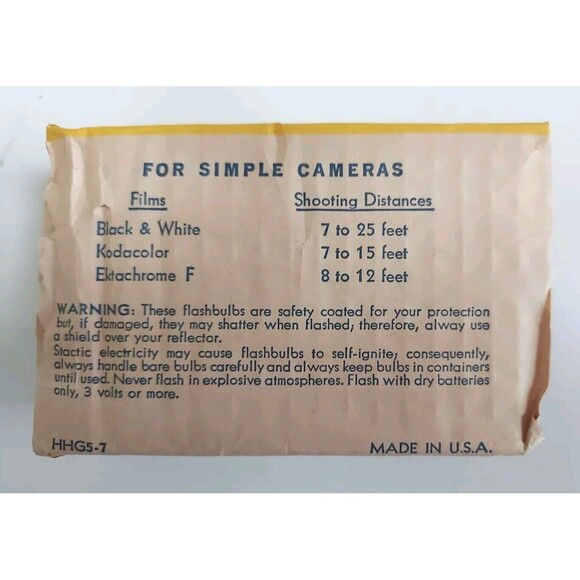 FOR SIMPLE CAMERAS
Films Shooting Distances
Black & White 7 to 25 feet
Kodacolor 7 to 15 feet
Ektachrome F 8 to 12 feet
WARNING: These flashbulbs are safety coated for your protection
but, if damaged, they may shatter when flashed; therefore, alway use
a shield over your reflector.
Stactic electricity may cause flashbulbs to self-ignite; consequently,
always handle bare bulbs carefully and always keep bulbs in containers
until used. Never flash in explosive atmospheres. Flash with dry batteries
only, 3 volts or more.
HHG5-7 MADE IN U.S.A.